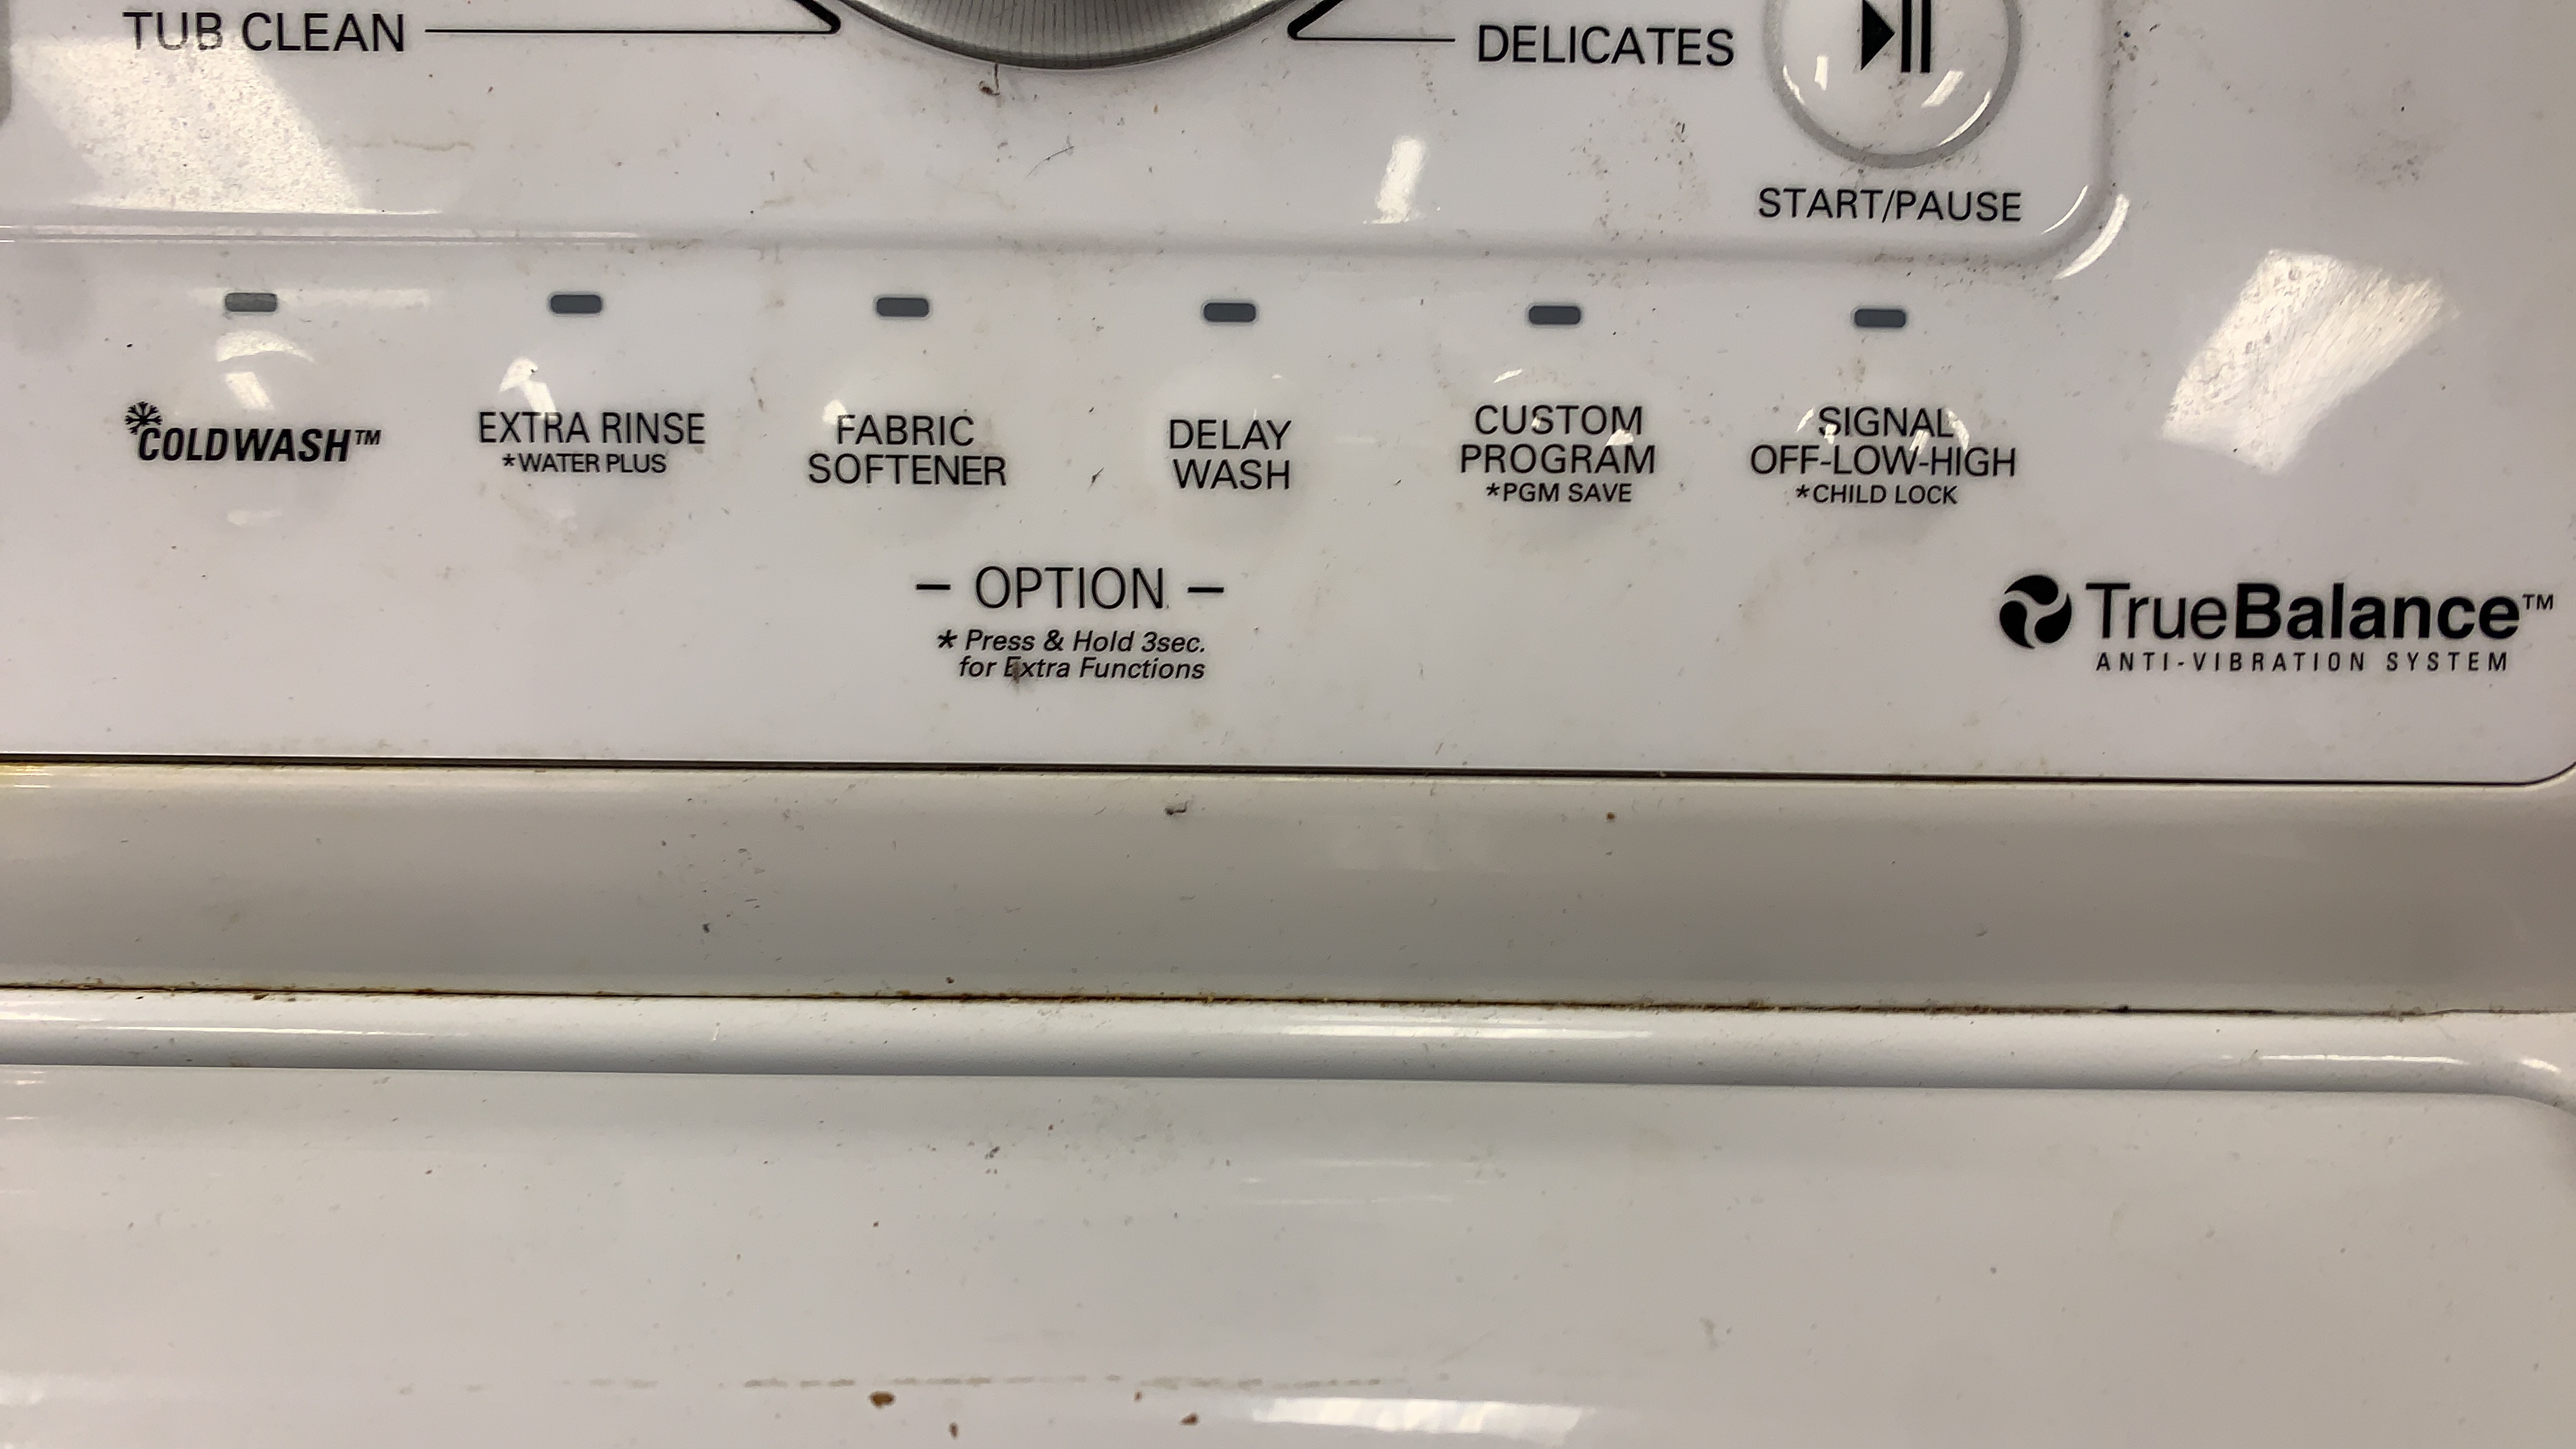 TUB CLEAN
DELICATES
START/PAUSE
COLDWASH™
EXTRA RINSE
*WATER PLUS
FABRIC
SOFTENER
DELAY
WASH
CUSTOM
PROGRAM
*PGM SAVE
SIGNAL
OFF-LOW-HIGH
*CHILD LOCK
– OPTION –
* Press & Hold 3sec.
for Extra Functions
TrueBalance™
ANTI-VIBRATION SYSTEM